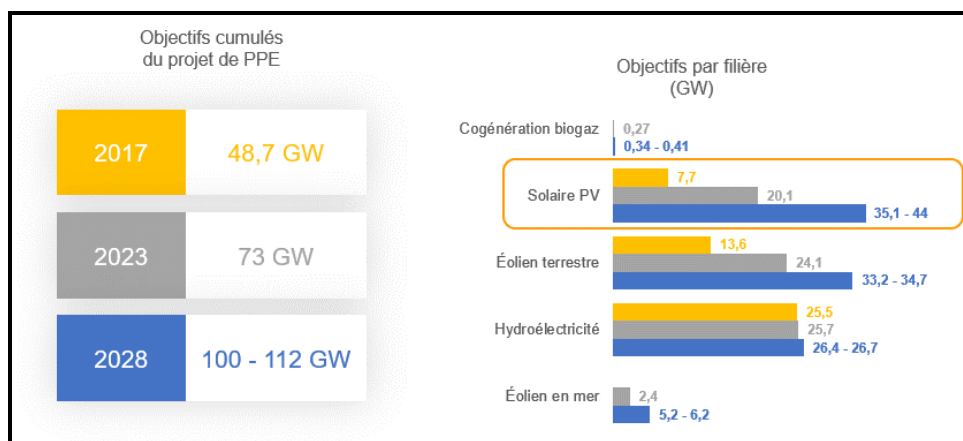 Objectifs cumulés
du projet de PPE
2017
48,7 GW
2023
73 GW
2028
100 - 112 GW
Objectifs par filière
(GW)
Cogénération biogaz
0,27
0,34 - 0,41
Solaire PV
7,7
20,1
35,1 - 44
Éolien terrestre
13,6
24,1
33,2 - 34,7
Hydroélectricité
25,5
25,7
26,4 - 26,7
Éolien en mer
2,4
5,2 - 6,2